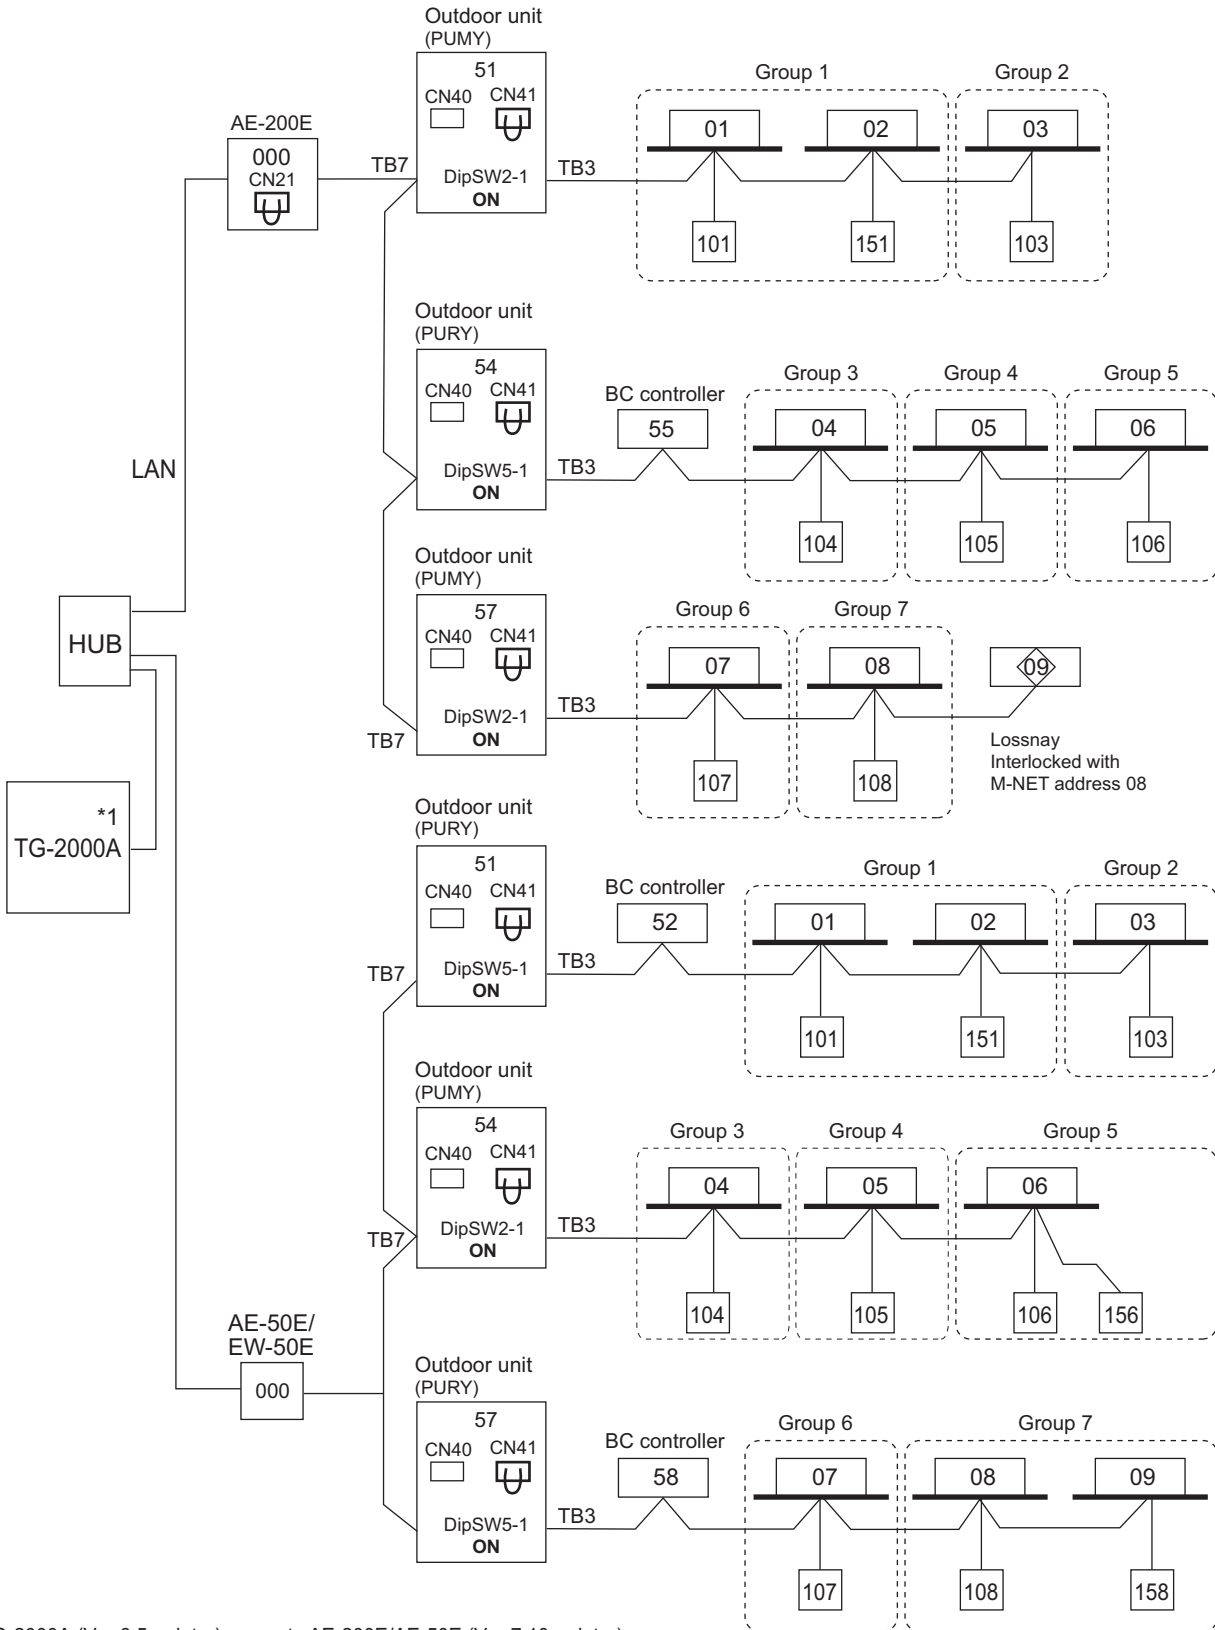 Outdoor unit
(PUMY)
51
CN40 CN41
DipSW2-1
ON
AE-200E
000
CN21
TB7
TB3
Group 1
Group 2
01
02
03
101
151
103
Outdoor unit
(PURY)
54
CN40 CN41
DipSW5-1
ON
TB3
BC controller
55
Group 3
Group 4
Group 5
04
05
06
104
105
106
LAN
HUB
*1
TG-2000A
Outdoor unit
(PUMY)
57
CN40 CN41
DipSW2-1
ON
TB7
TB3
Group 6
Group 7
07
08
09
107
108
Lossnay
Interlocked with
M-NET address 08
Outdoor unit
(PURY)
51
CN40 CN41
DipSW5-1
ON
TB7
TB3
BC controller
52
Group 1
Group 2
01
02
03
101
151
103
Outdoor unit
(PUMY)
54
CN40 CN41
DipSW2-1
ON
TB7
TB3
Group 3
Group 4
Group 5
04
05
06
104
105
106
156
AE-50E/
EW-50E
000
Outdoor unit
(PURY)
57
CN40 CN41
DipSW5-1
ON
TB3
BC controller
58
Group 6
Group 7
07
08
09
107
108
158